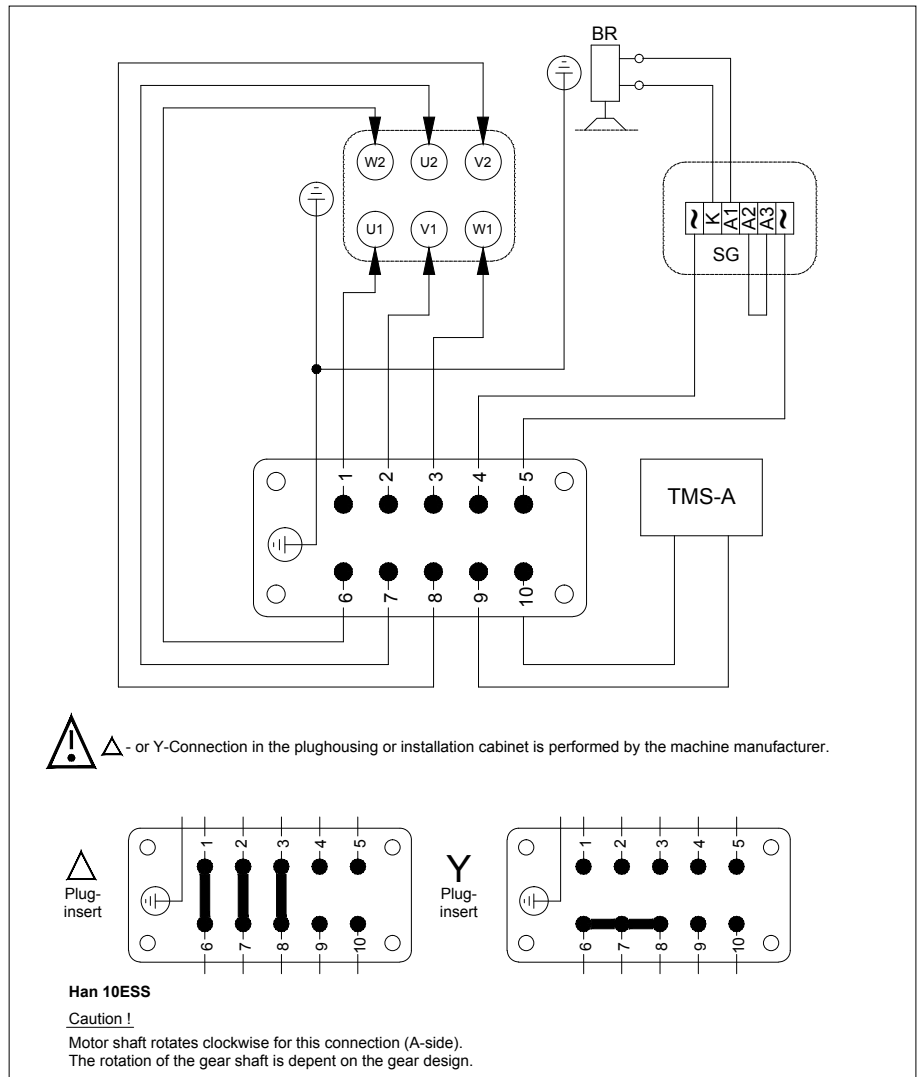 BR
W2 U2 V2
U1 V1 W1
~ K A1 A2 A3 ~
SG
1 2 3 4 5
TMS-A
6 7 8 9 10
△ - or Y-Connection in the plughousing or installation cabinet is performed by the machine manufacturer.
△
Plug-
insert
1 2 3 4 5
6 7 8 9 10
Y
Plug-
insert
1 2 3 4 5
6 7 8 9 10
Han 10ESS
Caution !
Motor shaft rotates clockwise for this connection (A-side).
The rotation of the gear shaft is depent on the gear design.